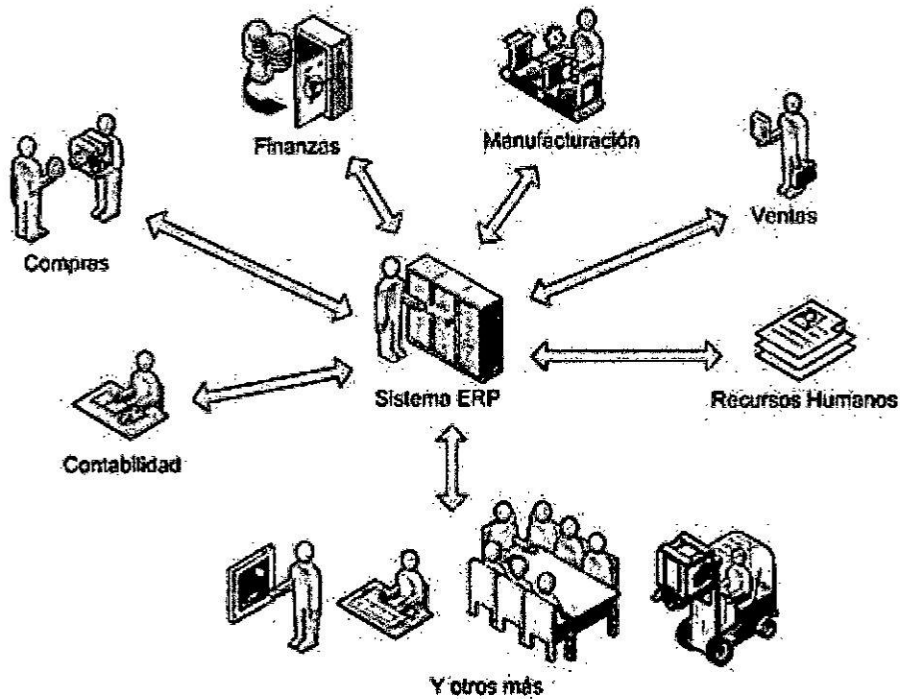 Finanzas
Manufacturación
Ventas
Compras
Sistema ERP
Recursos Humanos
Contabilidad
Y otros más